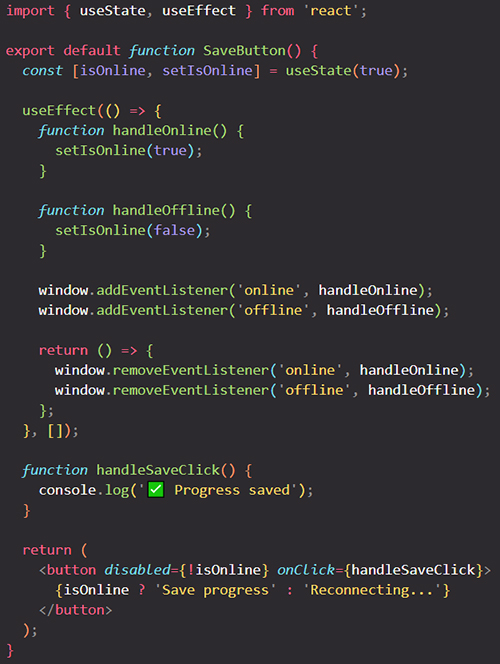 import { useState, useEffect } from 'react';

export default function SaveButton() {
  const [isOnline, setIsOnline] = useState(true);

  useEffect(() => {
    function handleOnline() {
      setIsOnline(true);
    }

    function handleOffline() {
      setIsOnline(false);
    }

    window.addEventListener('online', handleOnline);
    window.addEventListener('offline', handleOffline);

    return () => {
      window.removeEventListener('online', handleOnline);
      window.removeEventListener('offline', handleOffline);
    };
  }, []);

  function handleSaveClick() {
    console.log('✅ Progress saved');
  }

  return (
    <button disabled={!isOnline} onClick={handleSaveClick}>
      {isOnline ? 'Save progress' : 'Reconnecting...'}
    </button>
  );
}